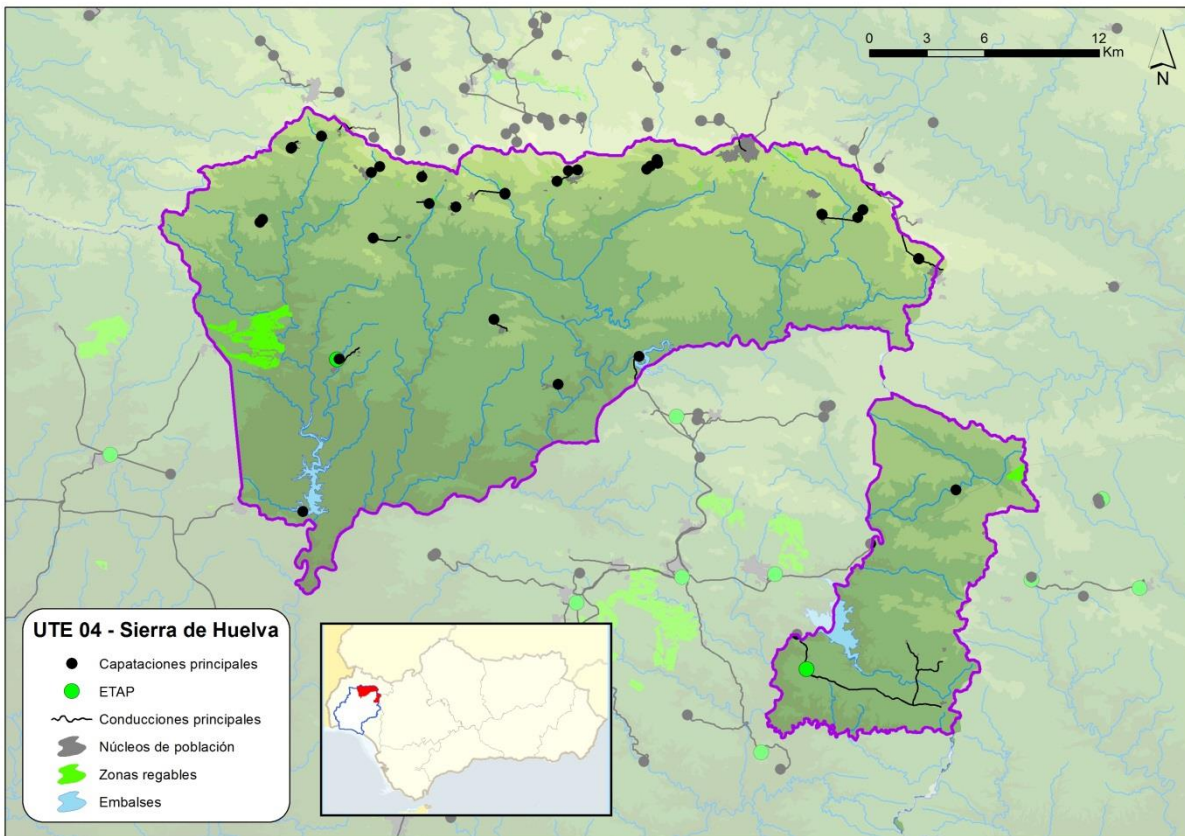 0 3 6 12
Km
N
UTE 04 - Sierra de Huelva
Capataciones principales
ETAP
Conducciones principales
Núcleos de población
Zonas regables
Embalses